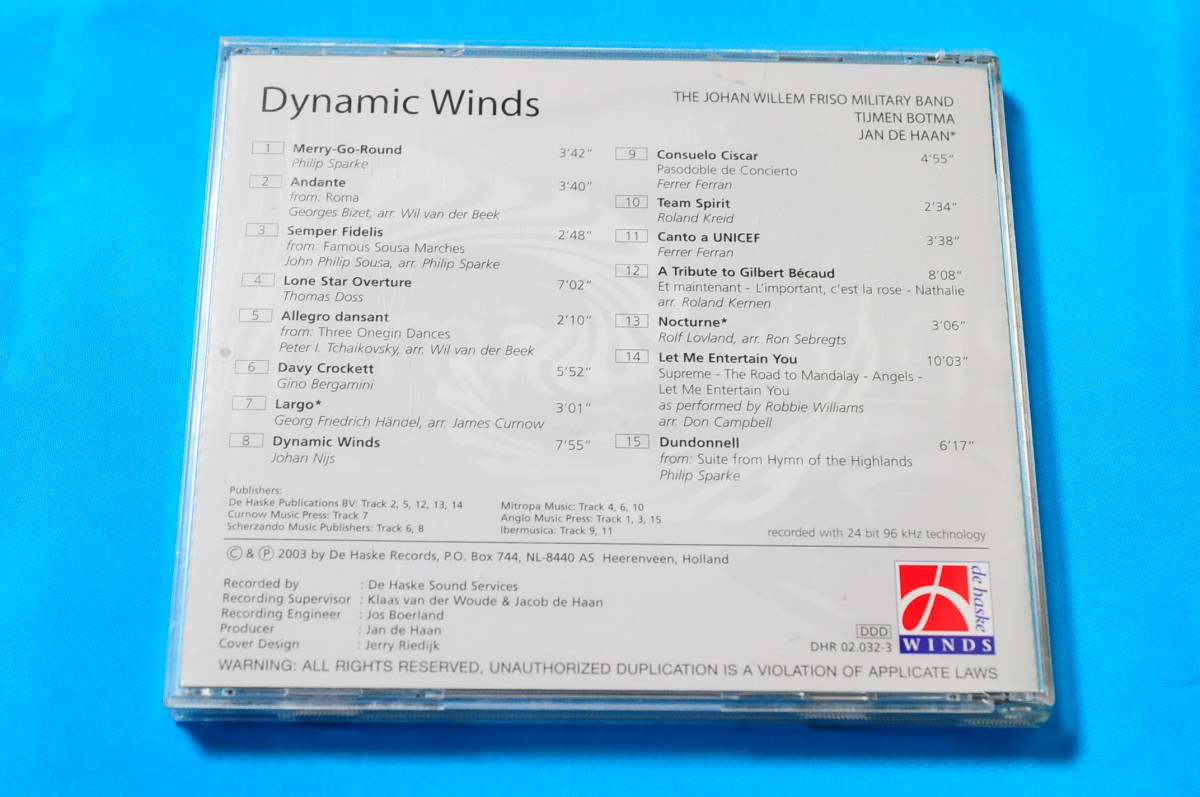 Dynamic Winds
THE JOHAN WILLEM FRISO MILITARY BAND
TIJMEN BOTMA
JAN DE HAAN*
1 Merry-Go-Round 3'42"
Philip Sparke
2 Andante 3'40"
from: Roma
Georges Bizet, arr. Wil van der Beek
3 Semper Fidelis 2'48"
from: Famous Sousa Marches
John Philip Sousa, arr. Philip Sparke
4 Lone Star Overture 7'02"
Thomas Doss
5 Allegro dansant 2'10"
from: Three Onegin Dances
Peter I. Tchaikovsky, arr. Wil van der Beek
6 Davy Crockett 5'52"
Gino Bergamini
7 Largo* 3'01"
Georg Friedrich Händel, arr. James Curnow
8 Dynamic Winds 7'55"
Johan Nijs
9 Consuelo Císcar 4'55"
Pasodoble de Concierto
Ferrer Ferran
10 Team Spirit 2'34"
Roland Kreid
11 Canto a UNICEF 3'38"
Ferrer Ferran
12 A Tribute to Gilbert Bécaud 8'08"
Et maintenant - L'important, c'est la rose - Nathalie
arr. Roland Kernen
13 Nocturne* 3'06"
Rolf Lovland, arr. Ron Sebregts
14 Let Me Entertain You 10'03"
Supreme - The Road to Mandalay - Angels -
Let Me Entertain You
as performed by Robbie Williams
arr. Don Campbell
15 Dundonnell 6'17"
from: Suite from Hymn of the Highlands
Philip Sparke
Publishers:
De Haske Publications BV: Track 2, 5, 12, 13, 14
Curnow Music Press: Track 7
Scherzando Music Publishers: Track 6, 8
Mitropa Music: Track 4, 6, 10
Anglo Music Press: Track 1, 3, 15
Ibermúsica: Track 9, 11
recorded with 24 bit 96 kHz technology
© & ℗ 2003 by De Haske Records, P.O. Box 744, NL-8440 AS Heerenveen, Holland
Recorded by : De Haske Sound Services
Recording Supervisor : Klaas van der Woude & Jacob de Haan
Recording Engineer : Jos Boerland
Producer : Jan de Haan
Cover Design : Jerry Riedijk
DDD
DHR 02.032-3
de haske
WINDS
WARNING: ALL RIGHTS RESERVED, UNAUTHORIZED DUPLICATION IS A VIOLATION OF APPLICATE LAWS